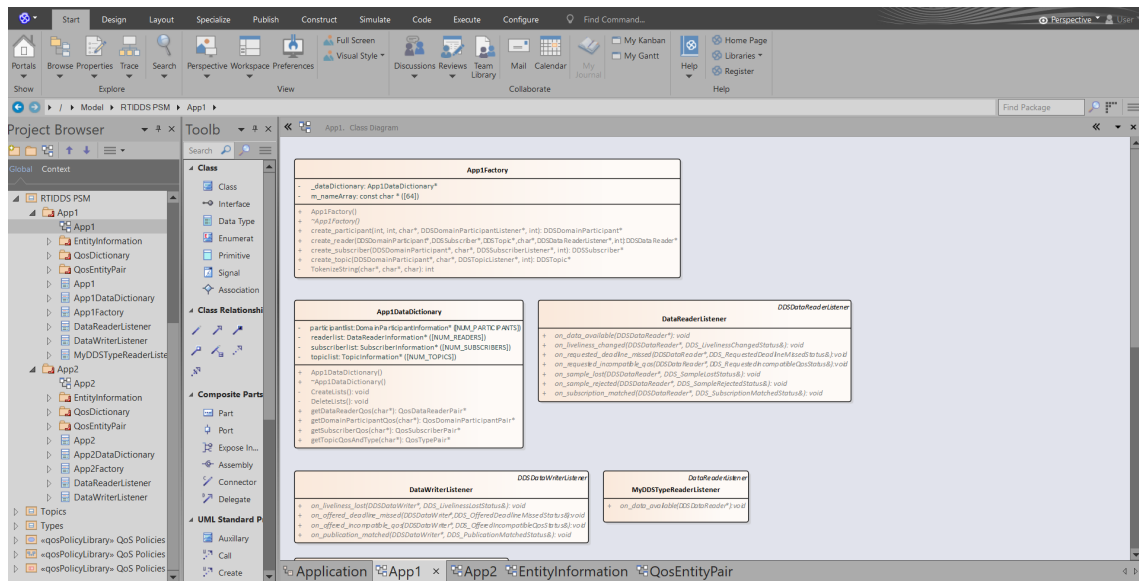 Start Design Layout Specialize Publish Construct Simulate Code Execute Configure Find Command... Perspective User
Full Screen My Kanban Home Page
Visual Style My Gantt Libraries
Register
Portals Browse Properties Trace Search Perspective Workspace Preferences Discussions Reviews Team Library Mail Calendar My Journal Help
Show Explore View Collaborate Help
/ Model RTIDDS PSM App1 Find Package
Project Browser
Global Context
RTIDDS PSM
App1
App1
EntityInformation
QosDictionary
QosEntityPair
App1
App1DataDictionary
App1Factory
DataReaderListener
DataWriterListener
MyDDSTypeReaderListe
App2
App2
EntityInformation
QosDictionary
QosEntityPair
App2
App2DataDictionary
App2Factory
DataReaderListener
DataWriterListener
Topics
Types
«qosPolicyLibrary» QoS Policies
«qosPolicyLibrary» QoS Policies
«qosPolicyLibrary» QoS Policies
Toolb
Search
Class
Class
Interface
Data Type
Enumerat
Primitive
Signal
Association
Class Relationshi
Composite Parts
Part
Port
Expose In...
Assembly
Connector
Delegate
UML Standard P
Auxillary
Call
Create
App1. Class Diagram
App1Factory
- _dataDictionary: App1DataDictionary*
- m_nameArray: const char * ([64])
+ App1Factory()
+ ~App1Factory()
+ create_participant(int, int, char*, DDSDomainParticipantListener*, int): DDSDomainParticipant*
+ create_reader(DDSDomainParticipant*,DDSSubscriber*,DDSTopic*,char*,DDSDataReaderListener*, int):DDSDataReader*
+ create_subscriber(DDSDomainParticipant*, char*, DDSSubscriberListener*, int): DDSSubscriber*
+ create_topic(DDSDomainParticipant*, char*, DDSTopicListener*, int): DDSTopic*
- TokenizeString(char*, char*, char): int
App1DataDictionary
- participantlist:DomainParticipantInformation* ([NUM_PARTICIPANTS])
- readerlist: DataReaderInformation* ([NUM_READERS])
- subscriberlist: SubscriberInformation* ([NUM_SUBSCRIBERS])
- topiclist: TopicInformation* ([NUM_TOPICS])
+ App1DataDictionary()
+ ~App1DataDictionary()
- CreateLists(): void
- DeleteLists(): void
+ getDataReaderQos(char*): QosDataReaderPair*
+ getDomainParticipantQos(char*): QosDomainParticipantPair*
+ getSubscriberQos(char*): QosSubscriberPair*
+ getTopicQosAndType(char*): QosTypePair*
DDSDataReaderListener
DataReaderListener
+ on_data_available(DDSDataReader*): void
+ on_liveliness_changed(DDSDataReader*, DDS_LivelinessChangedStatus&): void
+ on_requested_deadline_missed(DDSDataReader*,DDS_RequestedDeadlineMissedStatus&):void
+ on_requested_incompatible_qos(DDSDataReader*,DDS_RequestedIncompatibleQosStatus&):void
+ on_sample_lost(DDSDataReader*, DDS_SampleLostStatus&): void
+ on_sample_rejected(DDSDataReader*, DDS_SampleRejectedStatus&): void
+ on_subscription_matched(DDSDataReader*, DDS_SubscriptionMatchedStatus&): void
DDSDataWriterListener
DataWriterListener
+ on_liveliness_lost(DDSDataWriter*, DDS_LivelinessLostStatus&): void
+ on_offered_deadline_missed(DDSDataWriter*,DDS_OfferedDeadlineMissedStatus&):void
+ on_offered_incompatible_qos(DDSDataWriter*,DDS_OfferedIncompatibleQosStatus&):void
+ on_publication_matched(DDSDataWriter*, DDS_PublicationMatchedStatus&): void
DataReaderListener
MyDDSTypeReaderListener
+ on_data_available(DDSDataReader*):void
Application App1 × App2 EntityInformation QosEntityPair